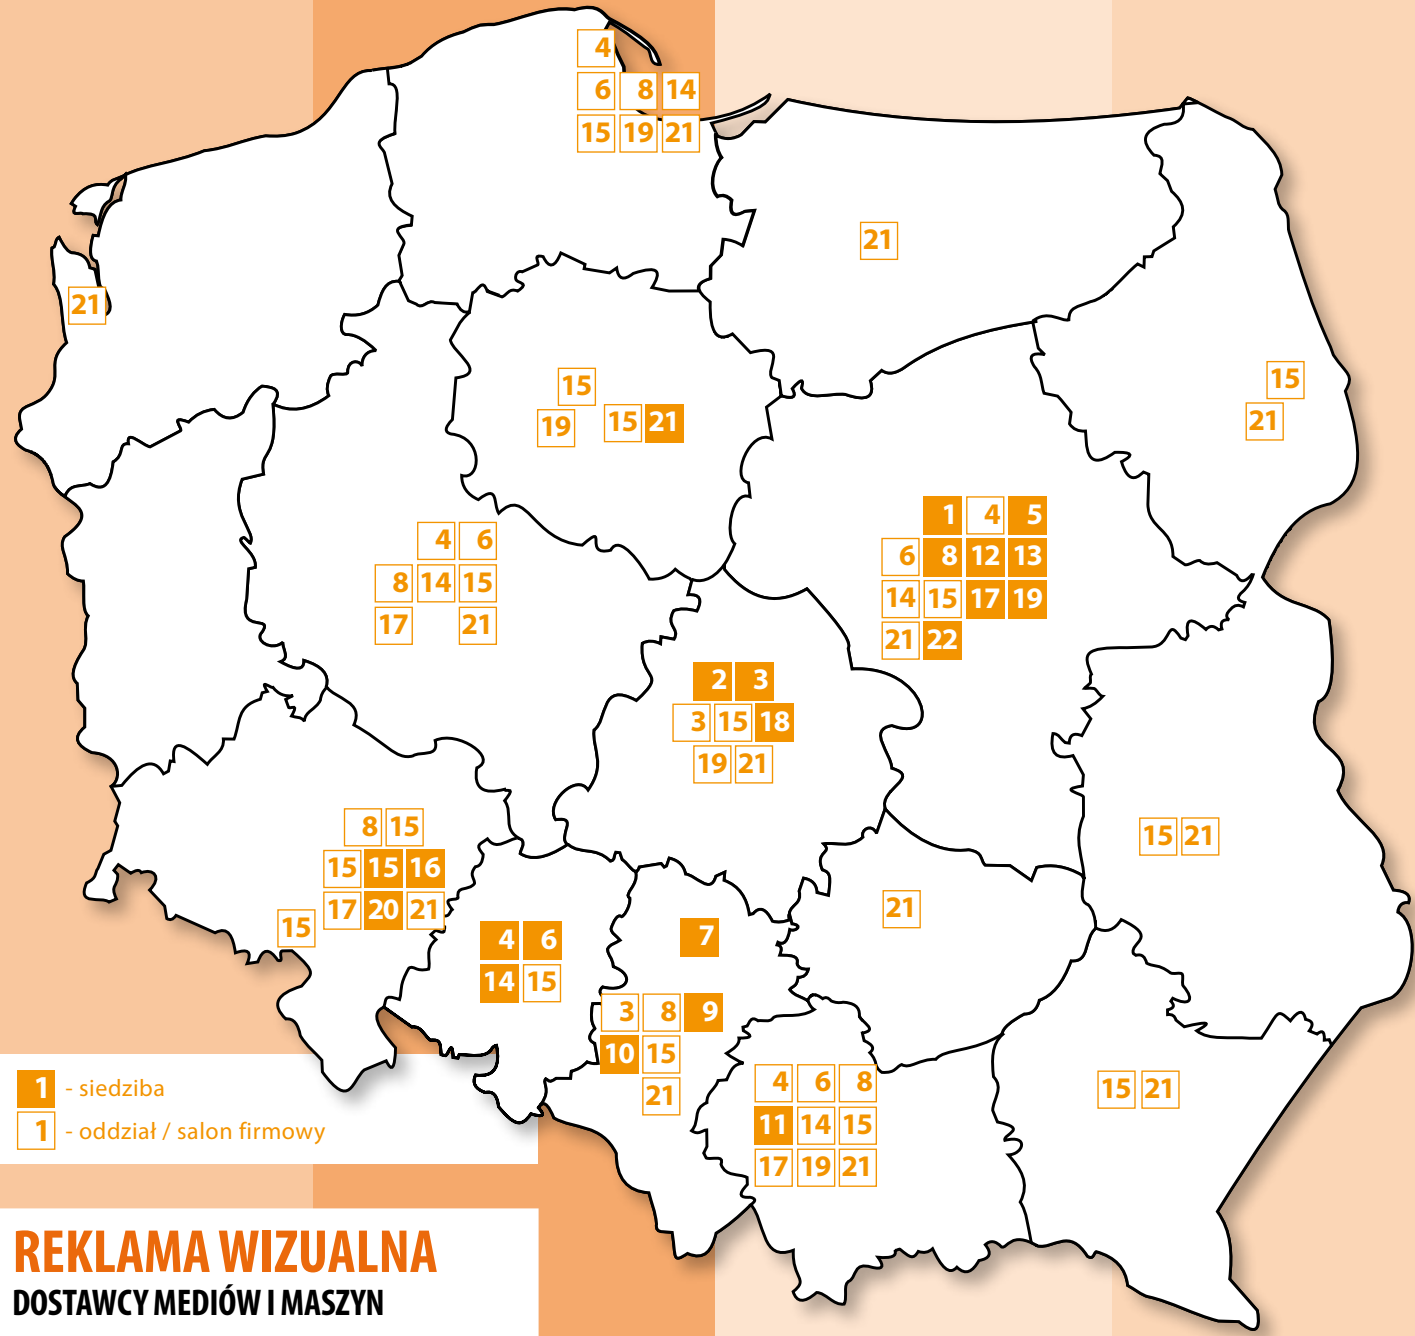 4
6 8 14
15 19 21
21
21
15
19 15 21
15
21
1 4 5
6 8 12 13
14 15 17 19
21 22
4 6
8 14 15
17 21
2 3
3 15 18
19 21
8 15
15 15 16
17 20 21
15
15 21
21
4 6
14 15
7
3 8 9
10 15
21
4 6 8
11 14 15
17 19 21
15 21
1 - siedziba
1 - oddział / salon firmowy
REKLAMA WIZUALNA
DOSTAWCY MEDIÓW I MASZYN